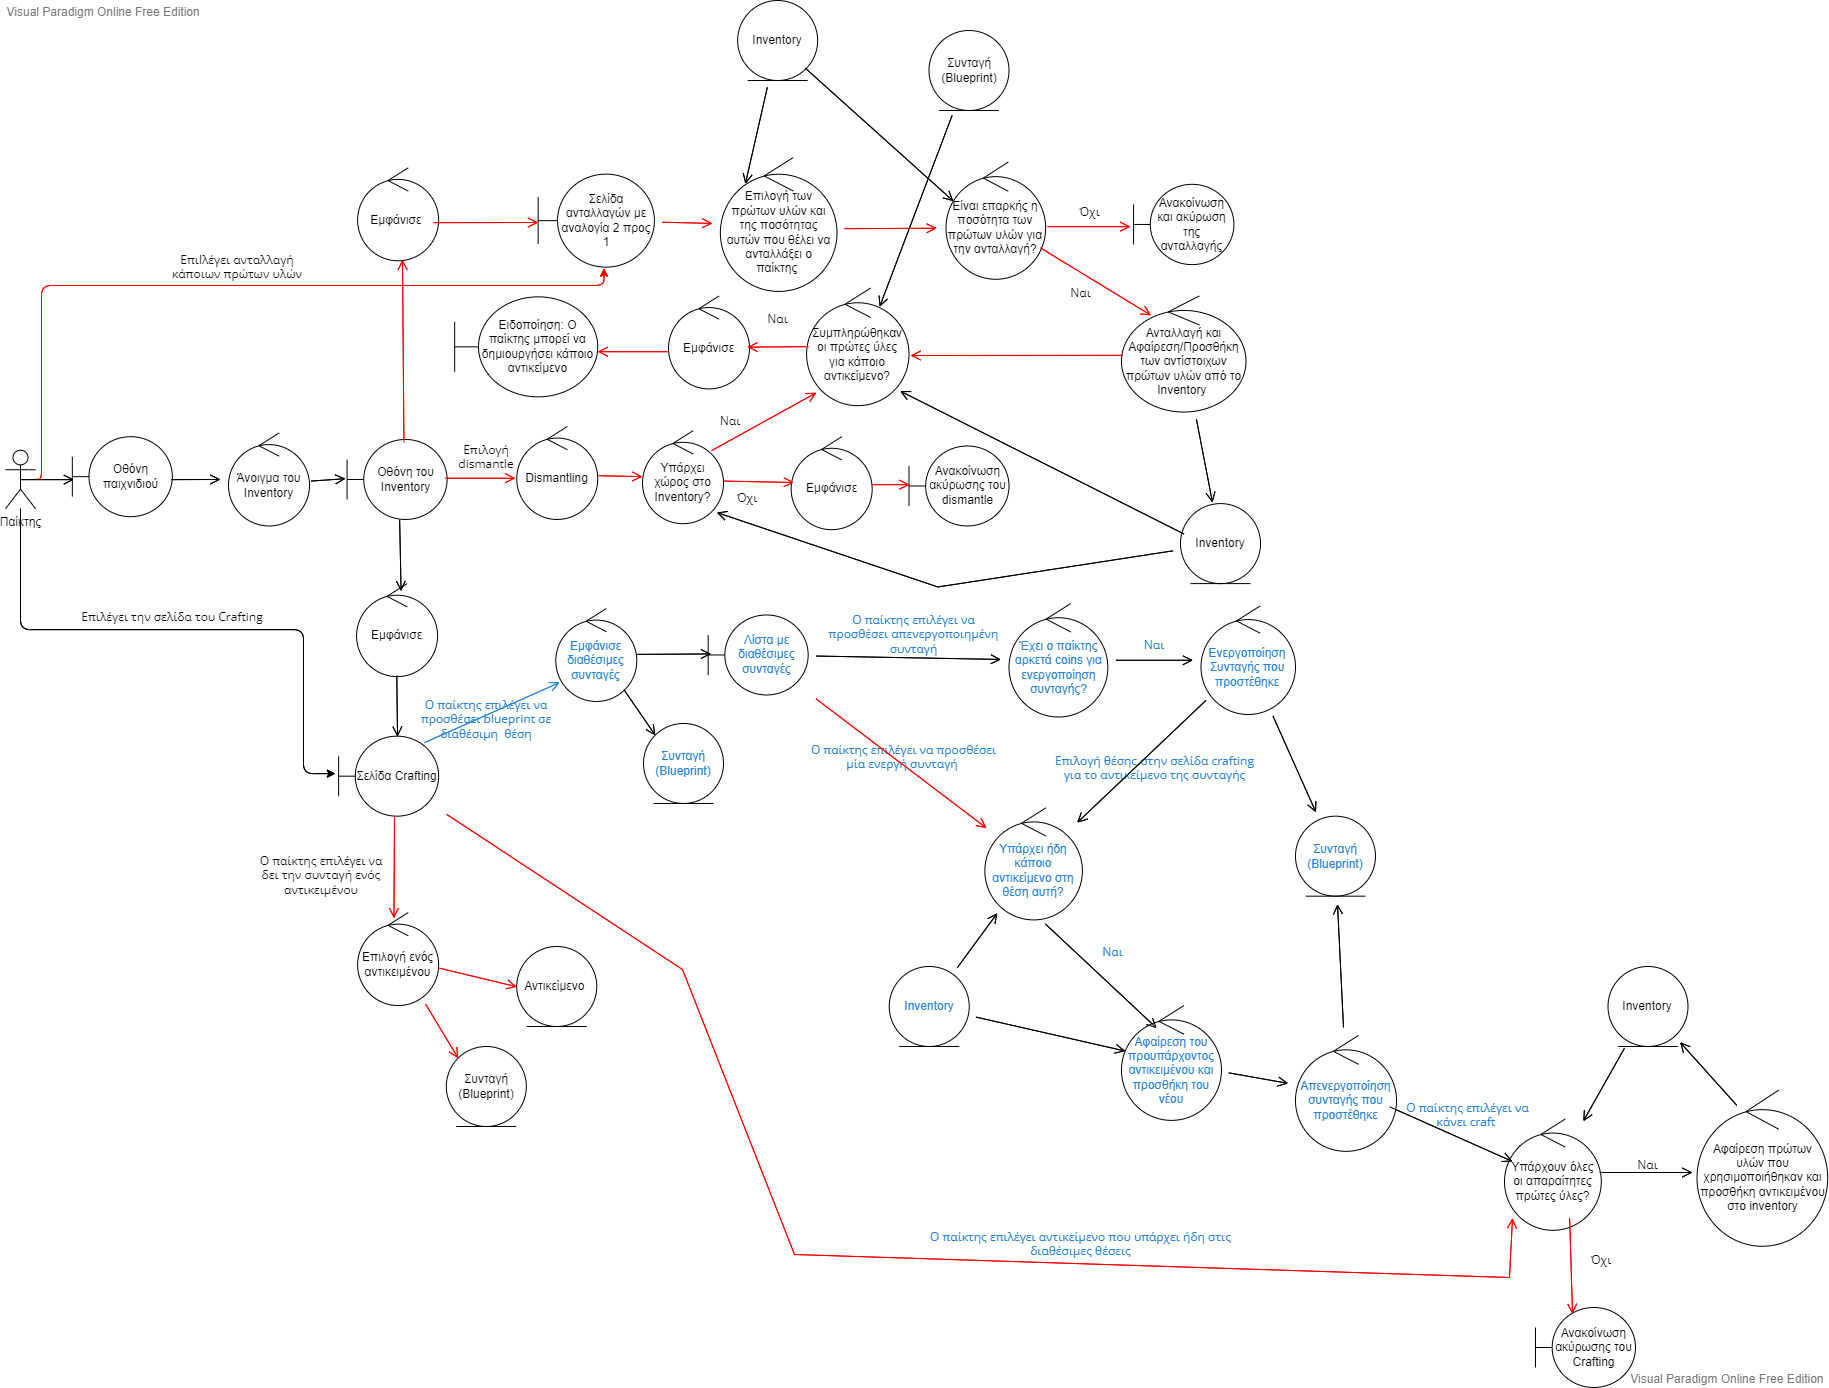 Visual Paradigm Online Free Edition
Inventory
Συνταγή
(Blueprint)
Εμφάνισε
Σελίδα
ανταλλαγών με
αναλογία 2 προς
1
Επιλογή των
πρώτων υλών και
της ποσότητας
αυτών που θέλει να
ανταλλάξει ο
παίκτης
Είναι επαρκής η
ποσότητα των
πρώτων υλών για
την ανταλλαγή?
Όχι
Ανακοίνωση
και ακύρωση
της
ανταλλαγής
Επιλλέγει ανταλλαγή
κάποιων πρώτων υλών
Ναι
Ειδοποίηση: Ο
παίκτης μπορεί να
δημιουργήσει κάποιο
αντικείμενο
Εμφάνισε
Ναι
Συμπληρώθηκαν
οι πρώτες ύλες
για κάποιο
αντικείμενο?
Ανταλλαγή και
Αφαίρεση/Προσθήκη
των αντίστοιχων
πρώτων υλών από το
Inventory
Παίκτης
Οθόνη
παιχνιδιού
Άνοιγμα του
Inventory
Οθόνη του
Inventory
Επιλογή
dismantle
Dismantling
Ναι
Υπάρχει
χώρος στο
Inventory?
Όχι
Εμφάνισε
Ανακοίνωση
ακύρωσης του
dismantle
Inventory
Επιλέγει την σελίδα του Crafting
Εμφάνισε
Εμφάνισε
διαθέσιμες
συνταγές
Λίστα με
διαθέσιμες
συνταγές
Ο παίκτης επιλέγει να
προσθέσει απενεργοποιημένη
συνταγή
Έχει ο παίκτης
αρκετά coins για
ενεργοποίηση
συνταγής?
Ναι
Ενεργοποίηση
Συνταγής που
προστέθηκε
Ο παίκτης επιλέγει να
προσθέσει blueprint σε
διαθέσιμη θέση
Συνταγή
(Blueprint)
Ο παίκτης επιλέγει να προσθέσει
μία ενεργή συνταγή
Επιλογή θέσης στην σελίδα crafting
για το αντικείμενο της συνταγής
Σελίδα Crafting
Ο παίκτης επιλέγει να
δει την συνταγή ενός
αντικειμένου
Υπάρχει ήδη
κάποιο
αντικείμενο στη
θέση αυτή?
Συνταγή
(Blueprint)
Επιλογή ενός
αντικειμένου
Αντικείμενο
Συνταγή
(Blueprint)
Inventory
Ναι
Αφαίρεση του
προυπάρχοντος
αντικειμένου και
προσθήκη του
νέου
Απενεργοποίηση
συνταγής που
προστέθηκε
Ο παίκτης επιλέγει να
κάνει craft
Inventory
Υπάρχουν όλες
οι απαραίτητες
πρώτες ύλες?
Ναι
Αφαίρεση πρώτων
υλών που
χρησιμοποιήθηκαν και
προσθήκη αντικειμένου
στο inventory
Ο παίκτης επιλέγει αντικείμενο που υπάρχει ήδη στις
διαθέσιμες θέσεις
Όχι
Ανακοίνωση
ακύρωσης του
Crafting
Visual Paradigm Online Free Edition